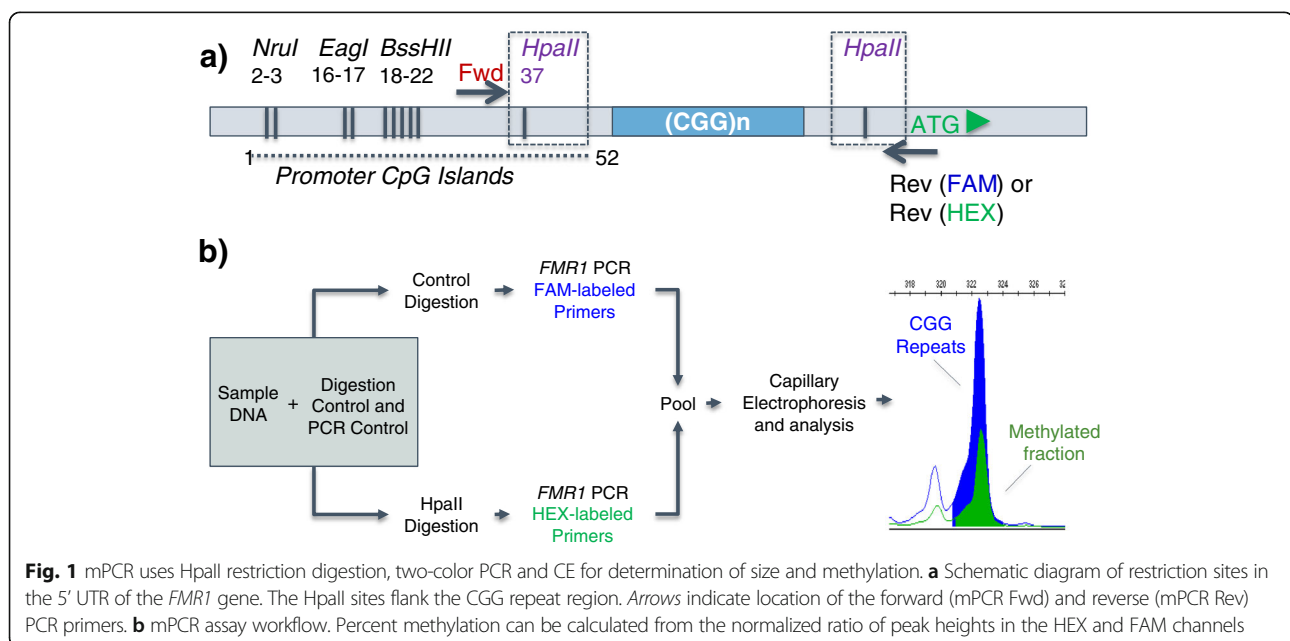 a)
NruI EagI BssHII HpaII HpaII
2-3 16-17 18-22 Fwd 37
(CGG)n ATG
1 52
Promoter CpG Islands
Rev (FAM) or
Rev (HEX)
b)
Control
Digestion
FMR1 PCR
FAM-labeled
Primers
Sample
DNA
+
Digestion
Control and
PCR Control
HpaII
Digestion
FMR1 PCR
HEX-labeled
Primers
Pool
Capillary
Electrophoresis
and analysis
318 320 322 324 326
CGG
Repeats
Methylated
fraction
Fig. 1 mPCR uses HpaII restriction digestion, two-color PCR and CE for determination of size and methylation. a Schematic diagram of restriction sites in
the 5’ UTR of the FMR1 gene. The HpaII sites flank the CGG repeat region. Arrows indicate location of the forward (mPCR Fwd) and reverse (mPCR Rev)
PCR primers. b mPCR assay workflow. Percent methylation can be calculated from the normalized ratio of peak heights in the HEX and FAM channels